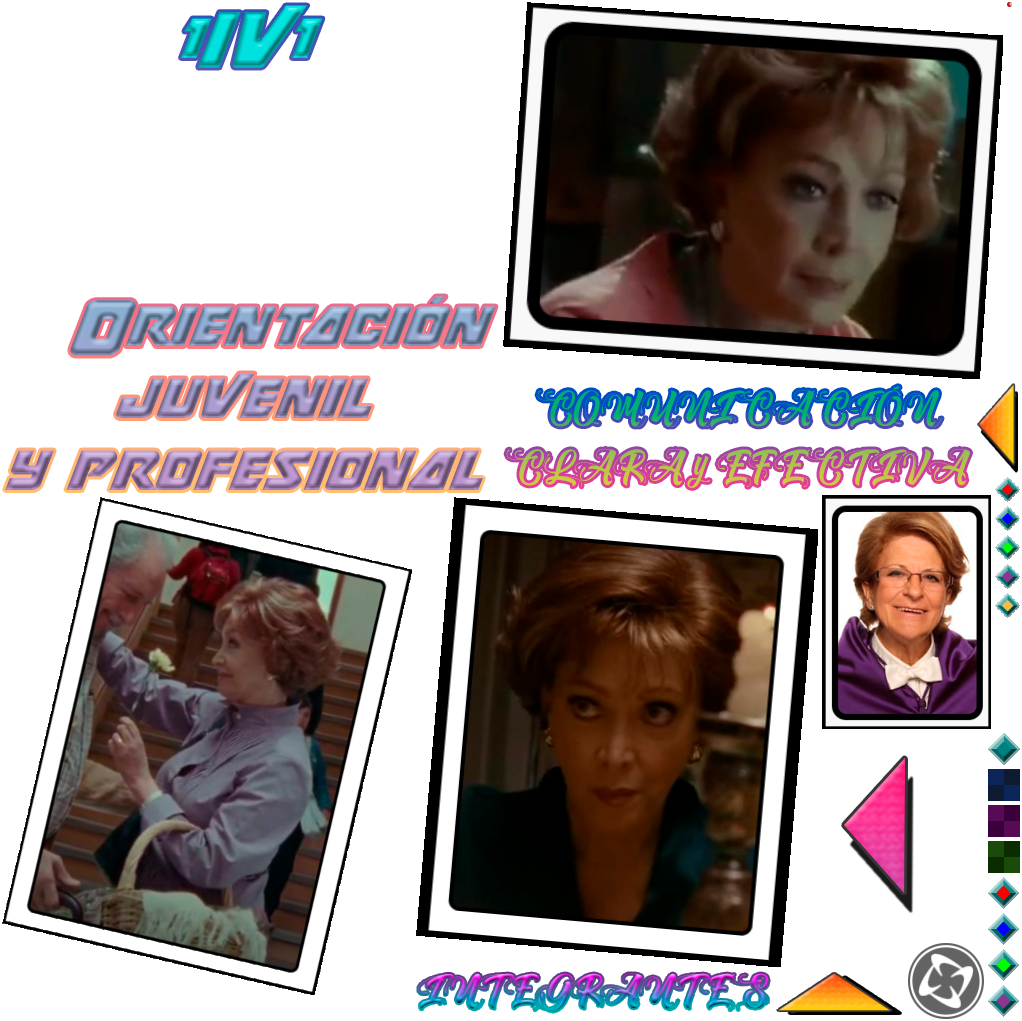 1IV1
Orientación
juvenil
y profesional
COMUNICACIÓN
CLARA y EFECTIVA
INTEGRANTES